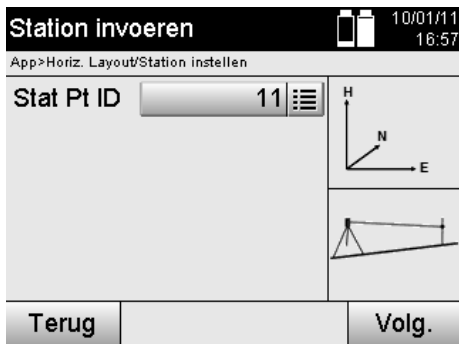 Station invoeren
10/01/11
16:57
App>Horiz. Layout/Station instellen
Stat Pt ID 11
H
N
E
Terug Volg.